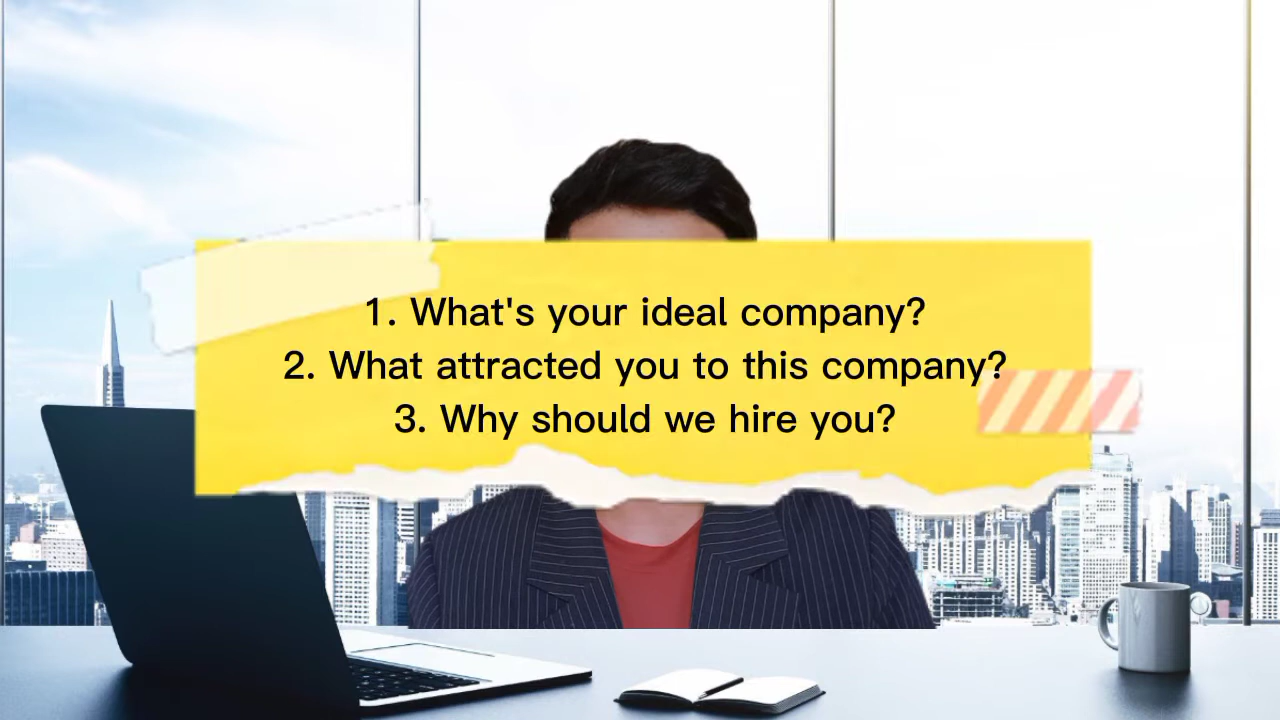 1. What's your ideal company?
2. What attracted you to this company?
3. Why should we hire you?